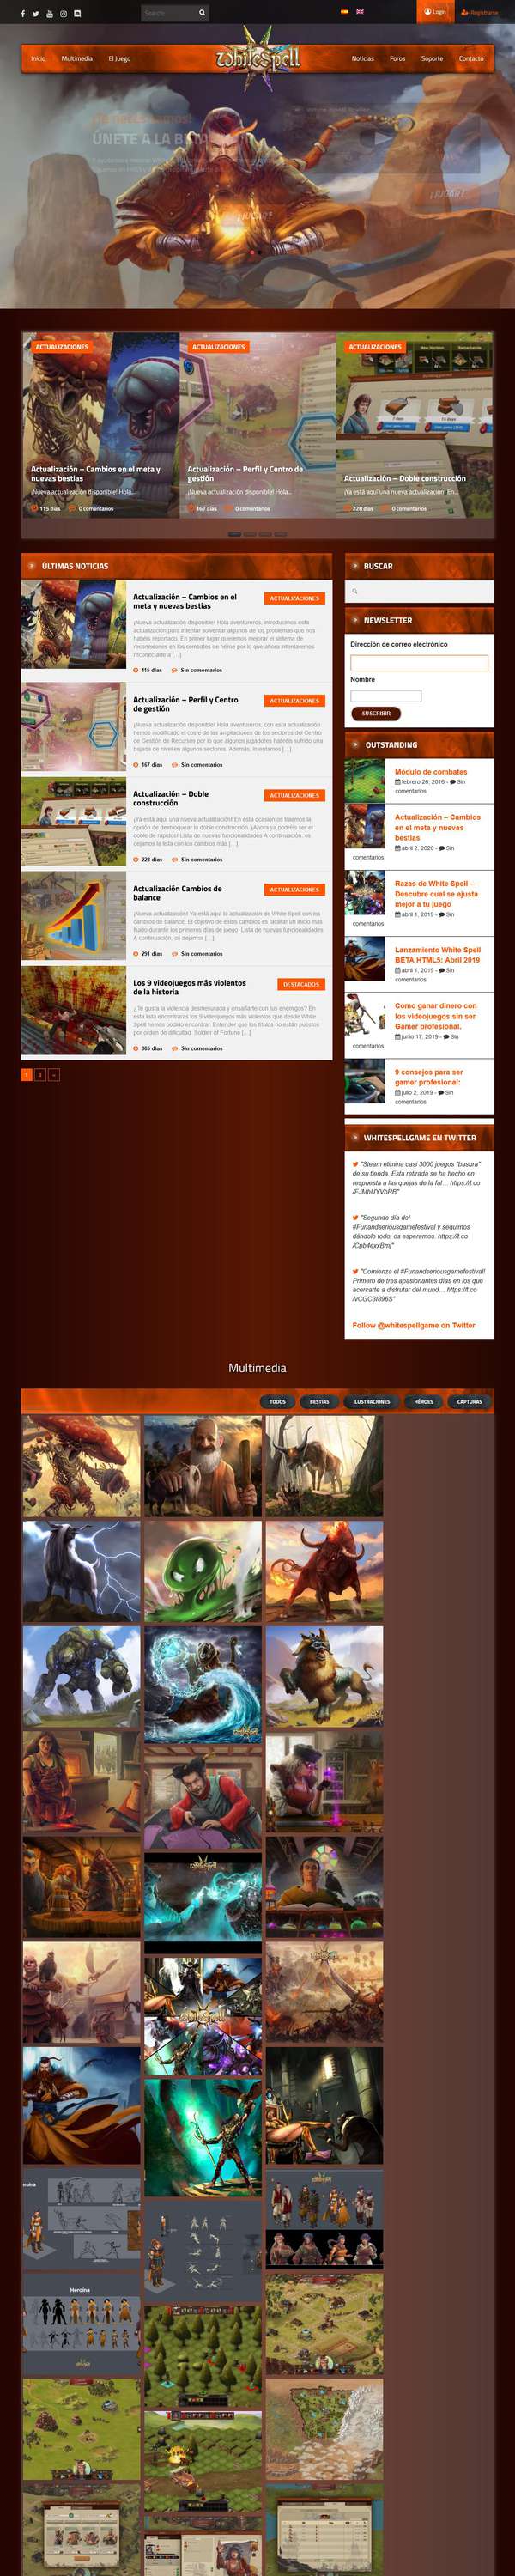 Search
Login
Registrarse
Inicio
Multimedia
El Juego
whitespell
Noticias
Foros
Soporte
Contacto
ÚNETE A LA BETA
¡JUGAR!
ACTUALIZACIONES
Actualización – Cambios en el meta y
nuevas bestias
¡Nueva actualización disponible! Hola...
115 días
0 comentarios
ACTUALIZACIONES
Actualización – Perfil y Centro de
gestión
¡Nueva actualización disponible! Hola...
167 días
0 comentarios
ACTUALIZACIONES
Actualización – Doble construcción
¡Ya está aquí una nueva actualización! En...
228 días
0 comentarios
ÚLTIMAS NOTICIAS
Actualización – Cambios en el
meta y nuevas bestias
ACTUALIZACIONES
¡Nueva actualización disponible! Hola aventureros, introducimos esta
actualización para intentar solventar algunos de los problemas que nos
habéis reportado. En primer lugar queremos mejorar el sistema de
reconexiones en los combates de héroe por lo que ahora intentaremos
reconectarte a [...]
115 días
Sin comentarios
Actualización – Perfil y Centro
de gestión
ACTUALIZACIONES
¡Nueva actualización disponible! Hola aventureros, con esta actualización
hemos modificado el coste de las ampliaciones de los sectores del Centro
de Gestión de Recursos por lo que algunos jugadores habréis sufrido una
bajada de nivel en algunos sectores. Además, Intentamos [...]
167 días
Sin comentarios
Actualización – Doble
construcción
ACTUALIZACIONES
¡Ya está aquí una nueva actualización! En esta ocasión os traemos la
opción de desbloquear la doble construcción. ¡Ahora ya podréis ser el
doble de rápidos! Lista de nuevas funcionalidades A continuación, os
dejamos la lista con los cambios más [...]
228 días
Sin comentarios
Actualización Cambios de
balance
ACTUALIZACIONES
¡Nueva actualización! Ya está aquí la actualización de White Spell con los
cambios de balance. El objetivo de estos cambios es facilitar un inicio más
fluido durante los primeros días de juego. Lista de nuevas funcionalidades
A continuación, os dejamos [...]
291 días
Sin comentarios
Los 9 videojuegos más violentos
de la historia
DESTACADOS
¿Te gusta la violencia desmesurada y ensañarte con tus enemigos? En
esta lista encontrarás los 9 videojuegos más violentos que desde White
Spell hemos podido encontrar. Entender que los títulos no están puestos
por orden de dificultad. Soldier of Fortune [...]
305 días
Sin comentarios
1
2
»
BUSCAR
NEWSLETTER
Dirección de correo electrónico
Nombre
SUSCRIBIR
OUTSTANDING
Módulo de combates
febrero 26, 2016 - Sin
comentarios
Actualización – Cambios
en el meta y nuevas
bestias
abril 2, 2020 - Sin
comentarios
Razas de White Spell –
Descubre cual se ajusta
mejor a tu juego
abril 1, 2019 - Sin
comentarios
Lanzamiento White Spell
BETA HTML5: Abril 2019
abril 1, 2019 - Sin
comentarios
Como ganar dinero con
los videojuegos sin ser
Gamer profesional.
junio 17, 2019 - Sin
comentarios
9 consejos para ser
gamer profesional:
julio 2, 2019 - Sin
comentarios
WHITESPELLGAME EN TWITTER
"Steam elimina casi 3000 juegos "basura"
de su tienda. Esta retirada se ha hecho en
respuesta a las quejas de la fal… https://t.co
"Segundo día del
#Funandseriousgamefestival y seguimos
dándolo todo, os esperamos. https://t.co
"Comienza el #Funandseriousgamefestival!
Primero de tres apasionantes días en los que
acercarte a disfrutar del mund… https://t.co
Follow @whitespellgame on Twitter
Multimedia
TODOS
BESTIAS
ILUSTRACIONES
HÉROES
CAPTURAS
Heroína